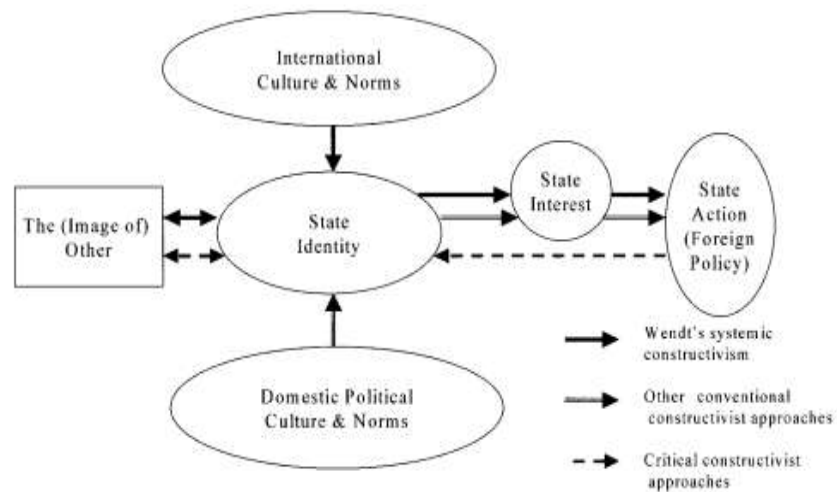 International
Culture & Norms
The (Image of)
Other
State
Identity
State
Interest
State
Action
(Foreign
Policy)
Domestic Political
Culture & Norms
Wendt's systemic
constructivism
Other conventional
constructivist approaches
Critical constructivist
approaches